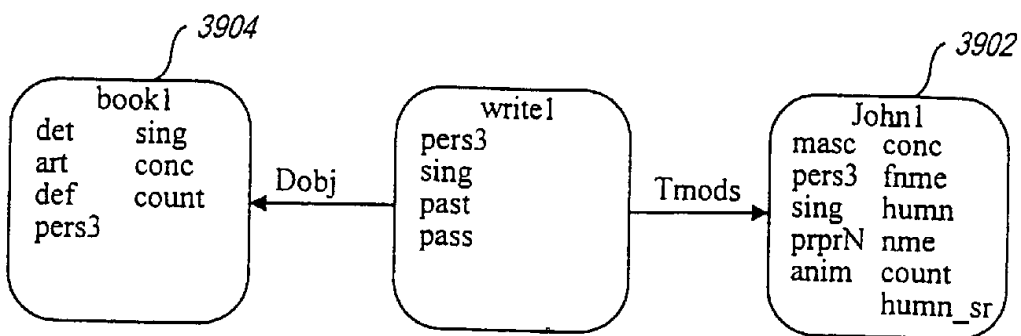 3904
3902
book1
det sing
art conc
def count
pers3
Dobj
write1
pers3
sing
past
pass
Tmods
John1
masc conc
pers3 fnme
sing humn
prprN nme
anim count
humn_sr